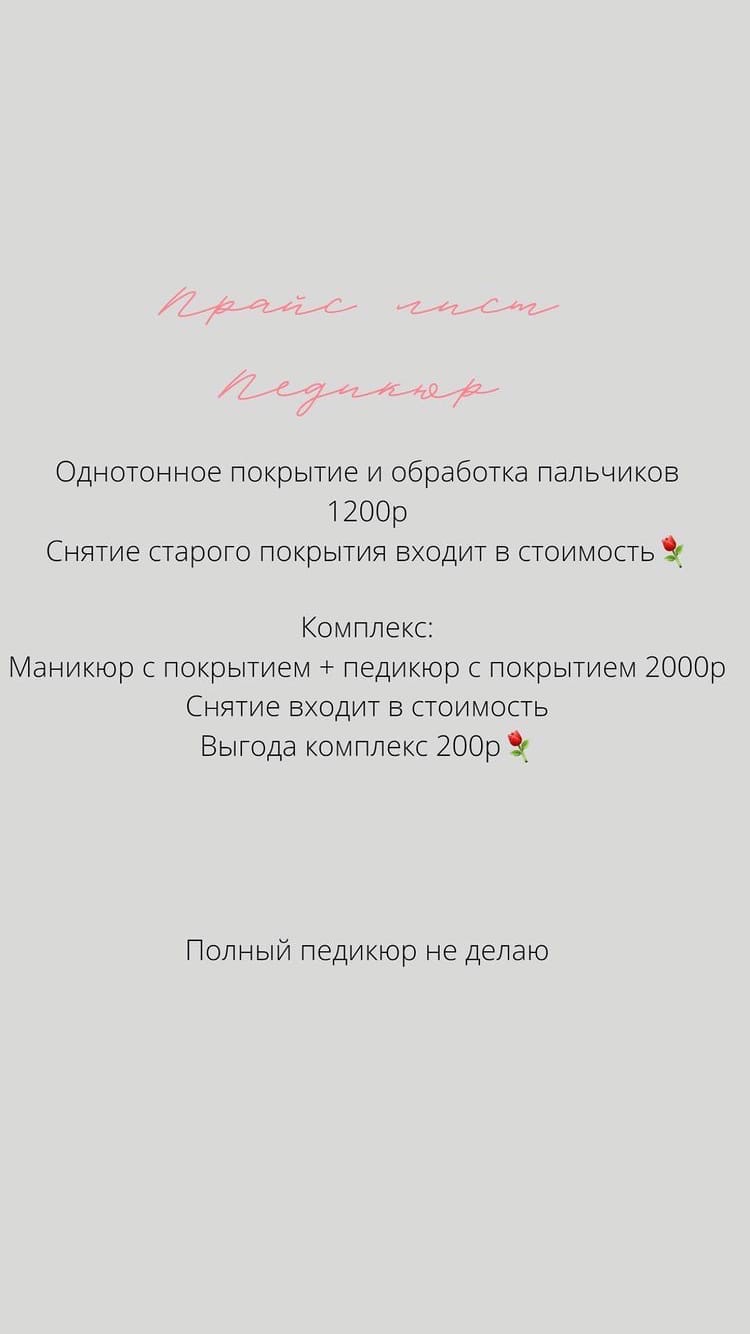 Прайс лист
Педикюр
Однотонное покрытие и обработка пальчиков
1200р
Снятие старого покрытия входит в стоимость🌹
Комплекс:
Маникюр с покрытием + педикюр с покрытием 2000р
Снятие входит в стоимость
Выгода комплекс 200р🌹
Полный педикюр не делаю